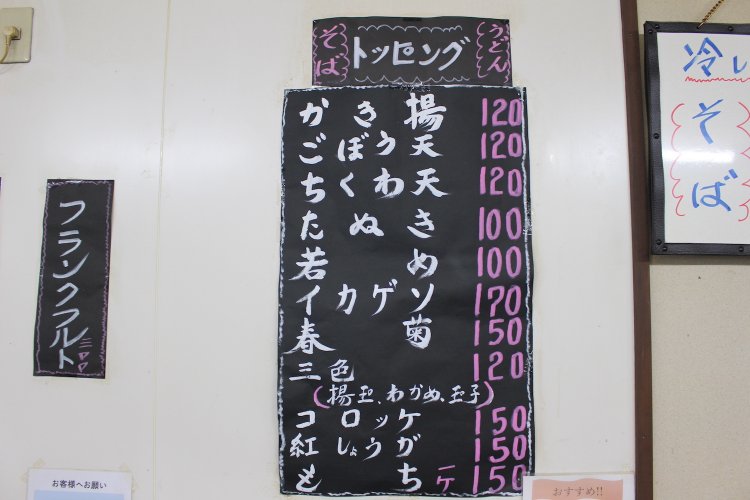 そば
トッピング
うどん
かき揚 120
ごぼう天 120
ちくわ天 120
たぬき 100
若め 100
イカゲソ 170
春菊 150
三色 120
(揚玉、わかめ、玉子)
コロッケ 150
紅しょうが 150
もち 一ケ 150
フランクフルト
冷し
そば
お客様へお願い
おすすめ!!